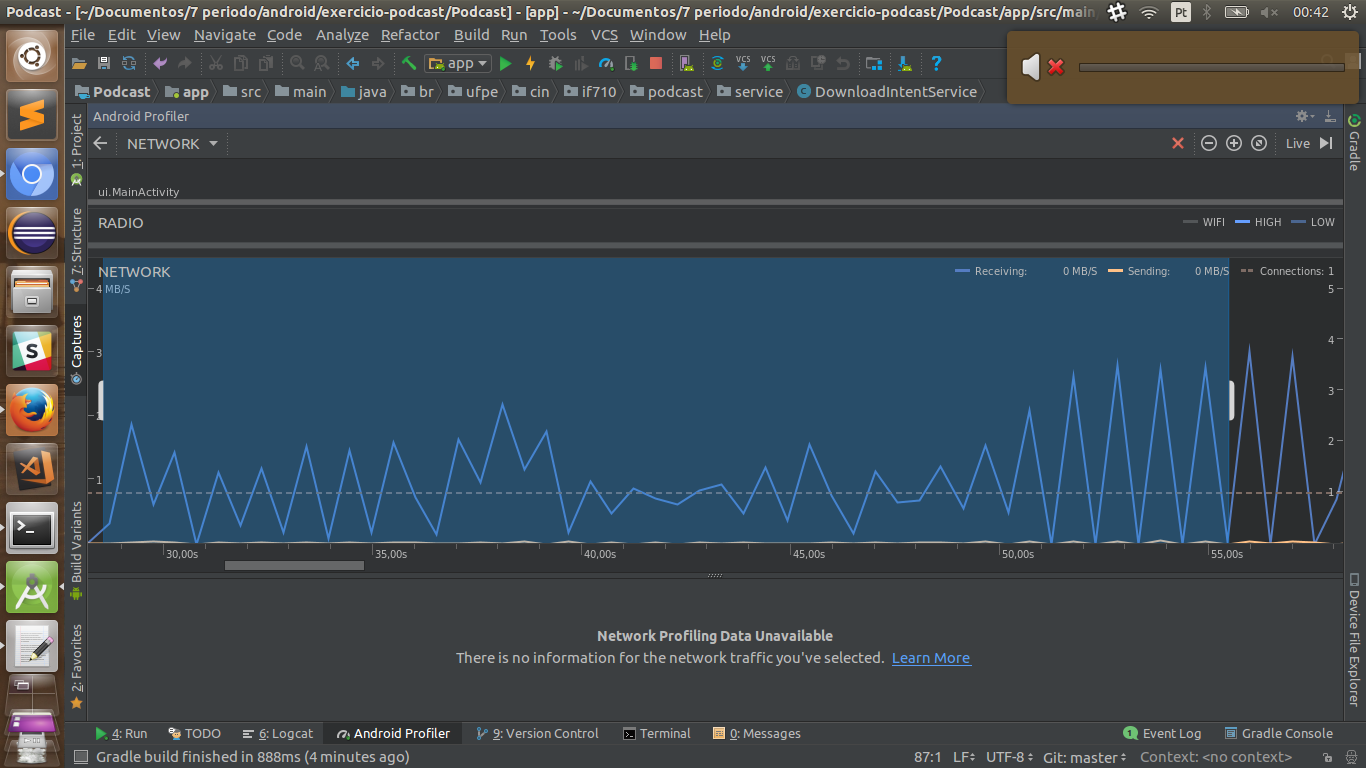 Podcast - [~/Documentos/7 periodo/android/exercicio-podcast/Podcast] - [app] - ~/Documentos/7 periodo/android/exercicio-podcast/Podcast/app/src/main/
Pt
00:42
File Edit View Navigate Code Analyze Refactor Build Run Tools VCS Window Help
app
VCS VCS
?
Podcast app src main java br ufpe cin if710 podcast service DownloadIntentService
Android Profiler
NETWORK
Live
ui.MainActivity
RADIO
WIFI HIGH LOW
NETWORK
Receiving: 0 MB/S Sending: 0 MB/S Connections: 1
4 MB/S
5
4
3
3
2
1
1
30,00s 35,00s 40,00s 45,00s 50,00s 55,00s
Network Profiling Data Unavailable
There is no information for the network traffic you've selected. Learn More
1: Project
7: Structure
Captures
Build Variants
2: Favorites
Gradle
Device File Explorer
4: Run TODO 6: Logcat Android Profiler 9: Version Control Terminal 0: Messages
1 Event Log Gradle Console
Gradle build finished in 888ms (4 minutes ago)
87:1 LF UTF-8 Git: master Context: <no context>